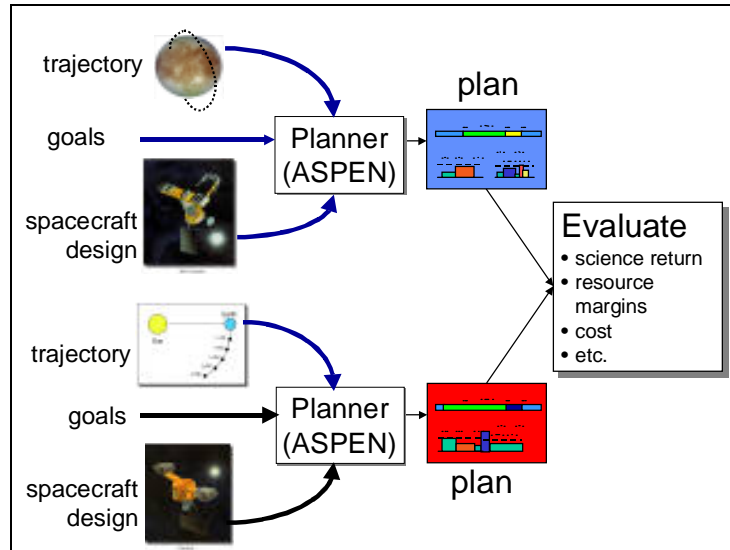 trajectory
goals
spacecraft
design
Planner
(ASPEN)
plan
trajectory
goals
spacecraft
design
Planner
(ASPEN)
plan
Evaluate
• science return
• resource
margins
• cost
• etc.